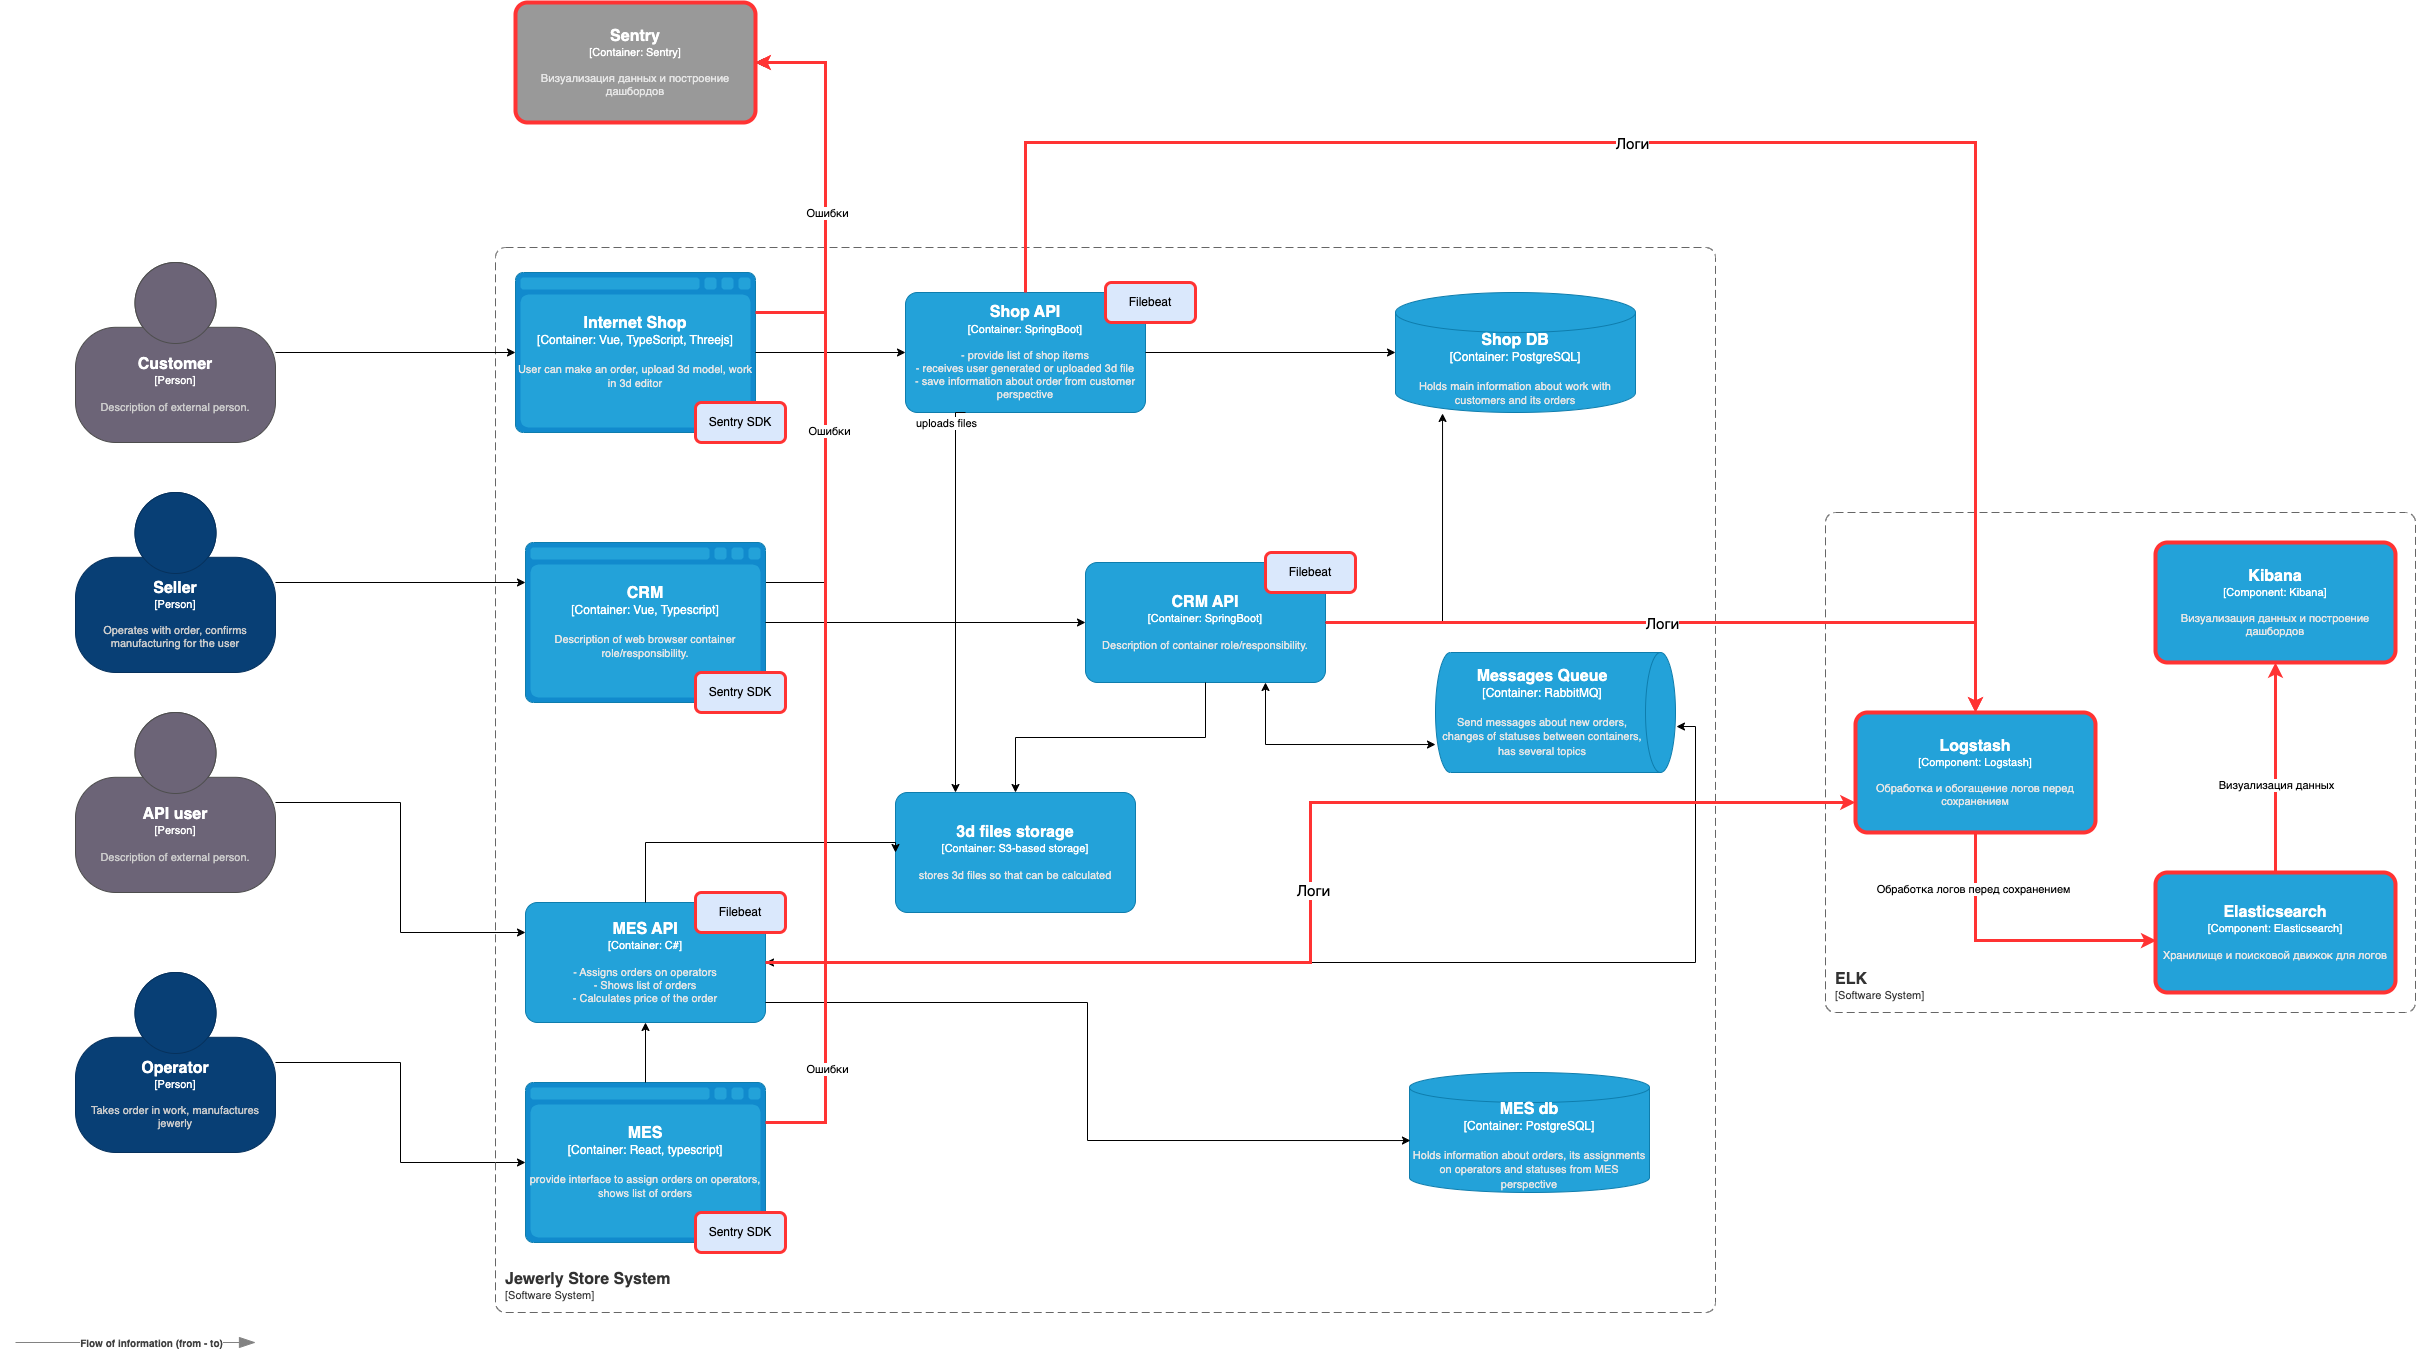 Sentry
[Container: Sentry]
Визуализация данных и построение
дашбордов
Логи
Ошибки
Customer
[Person]
Description of external person.
Internet Shop
[Container: Vue, TypeScript, Threejs]
User can make an order, upload 3d model, work
in 3d editor
Sentry SDK
Ошибки
Shop API
[Container: SpringBoot]
- provide list of shop items
- receives user generated or uploaded 3d file
- save information about order from customer
perspective
Filebeat
uploads files
Shop DB
[Container: PostgreSQL]
Holds main information about work with
customers and its orders
Seller
[Person]
Operates with order, confirms
manufacturing for the user
CRM
[Container: Vue, Typescript]
Description of web browser container
role/responsibility.
Sentry SDK
CRM API
[Container: SpringBoot]
Description of container role/responsibility.
Filebeat
Логи
Messages Queue
[Container: RabbitMQ]
Send messages about new orders,
changes of statuses between containers,
has several topics
Kibana
[Component: Kibana]
Визуализация данных и построение
дашбордов
Logstash
[Component: Logstash]
Обработка и обогащение логов перед
сохранением
Визуализация данных
Обработка логов перед сохранением
Elasticsearch
[Component: Elasticsearch]
Хранилище и поисковой движок для логов
ELK
[Software System]
API user
[Person]
Description of external person.
3d files storage
[Container: S3-based storage]
stores 3d files so that can be calculated
Логи
MES API
[Container: C#]
- Assigns orders on operators
- Shows list of orders
- Calculates price of the order
Filebeat
Operator
[Person]
Takes order in work, manufactures
jewerly
Ошибки
MES
[Container: React, typescript]
provide interface to assign orders on operators,
shows list of orders
Sentry SDK
MES db
[Container: PostgreSQL]
Holds information about orders, its assignments
on operators and statuses from MES
perspective
Jewerly Store System
[Software System]
Flow of information (from - to)